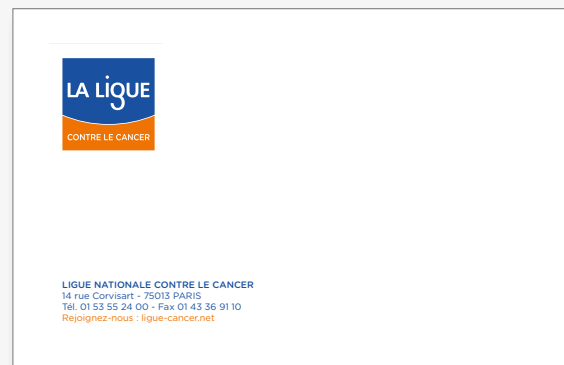 LA LiGUE
CONTRE LE CANCER
LIGUE NATIONALE CONTRE LE CANCER
14 rue Corvisart - 75013 PARIS
Tél. 01 53 55 24 00 - Fax 01 43 36 91 10
Rejoignez-nous : ligue-cancer.net